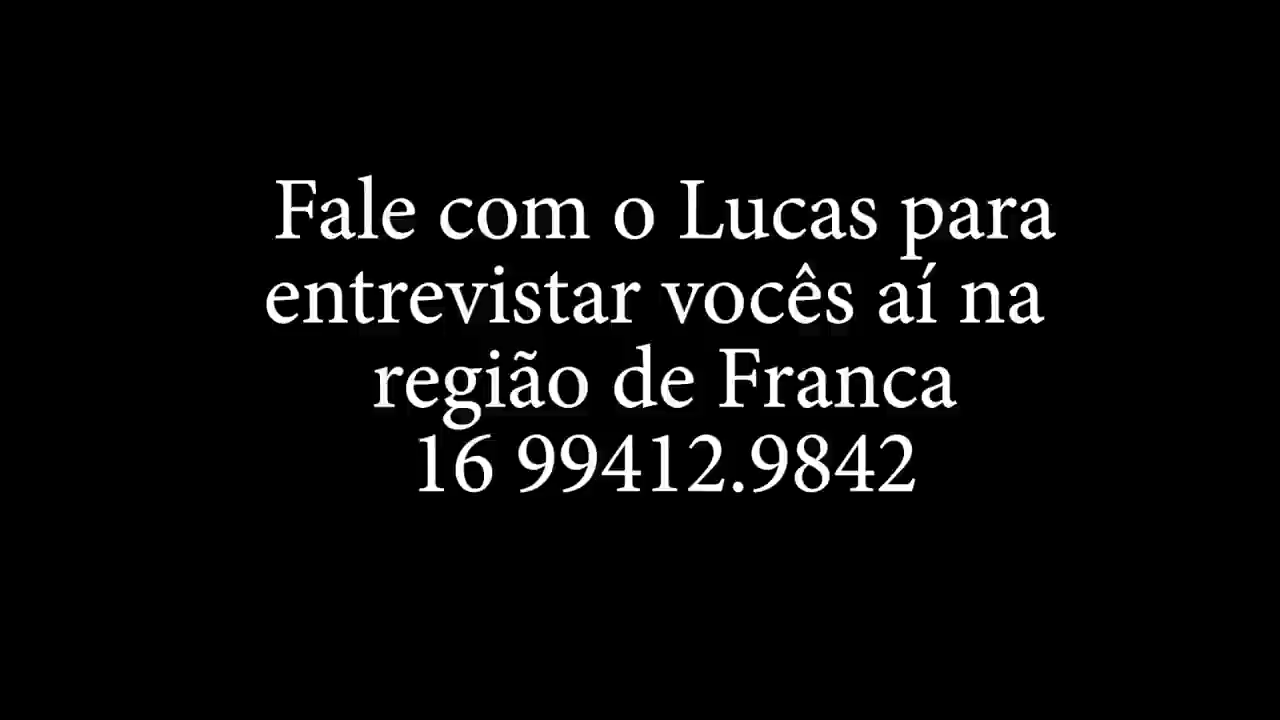 Fale com o Lucas para
entrevistar vocês aí na
região de Franca
16 99412.9842